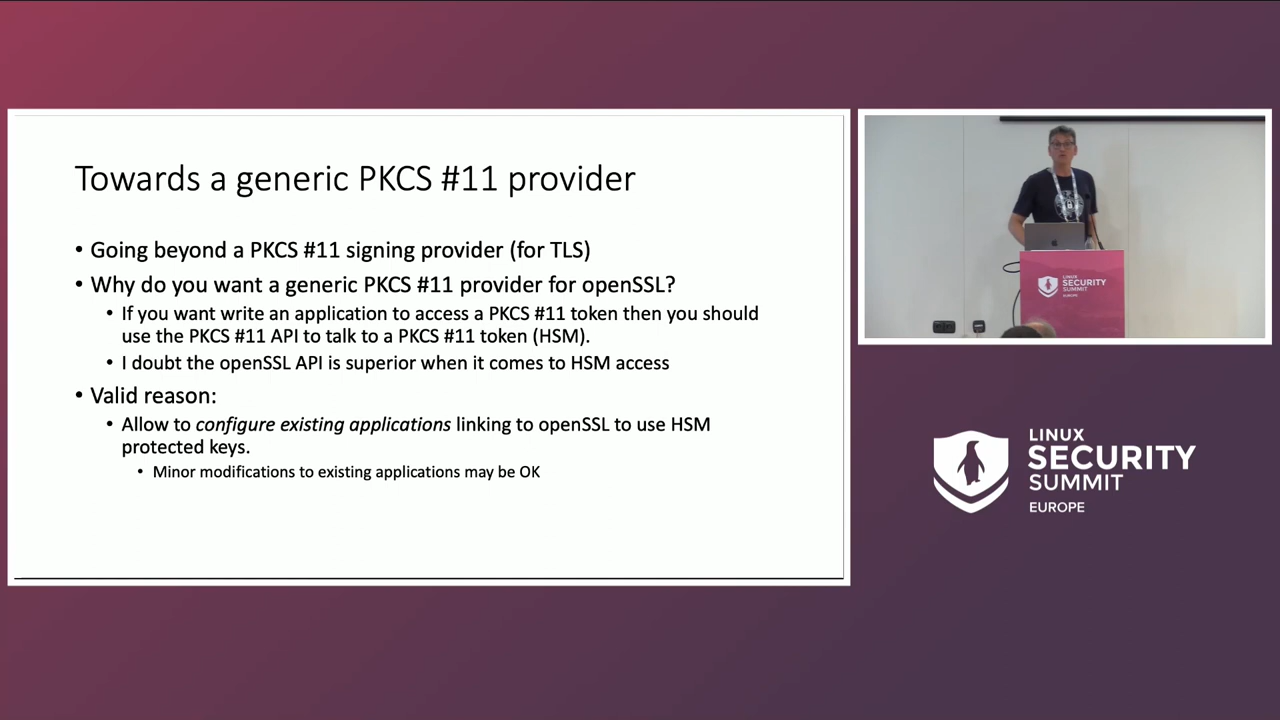 Towards a generic PKCS #11 provider
• Going beyond a PKCS #11 signing provider (for TLS)
• Why do you want a generic PKCS #11 provider for openSSL?
• If you want write an application to access a PKCS #11 token then you should
use the PKCS #11 API to talk to a PKCS #11 token (HSM).
• I doubt the openSSL API is superior when it comes to HSM access
• Valid reason:
• Allow to configure existing applications linking to openSSL to use HSM
protected keys.
• Minor modifications to existing applications may be OK
LINUX
SECURITY
SUMMIT
EUROPE
LINUX
SECURITY
SUMMIT
EUROPE